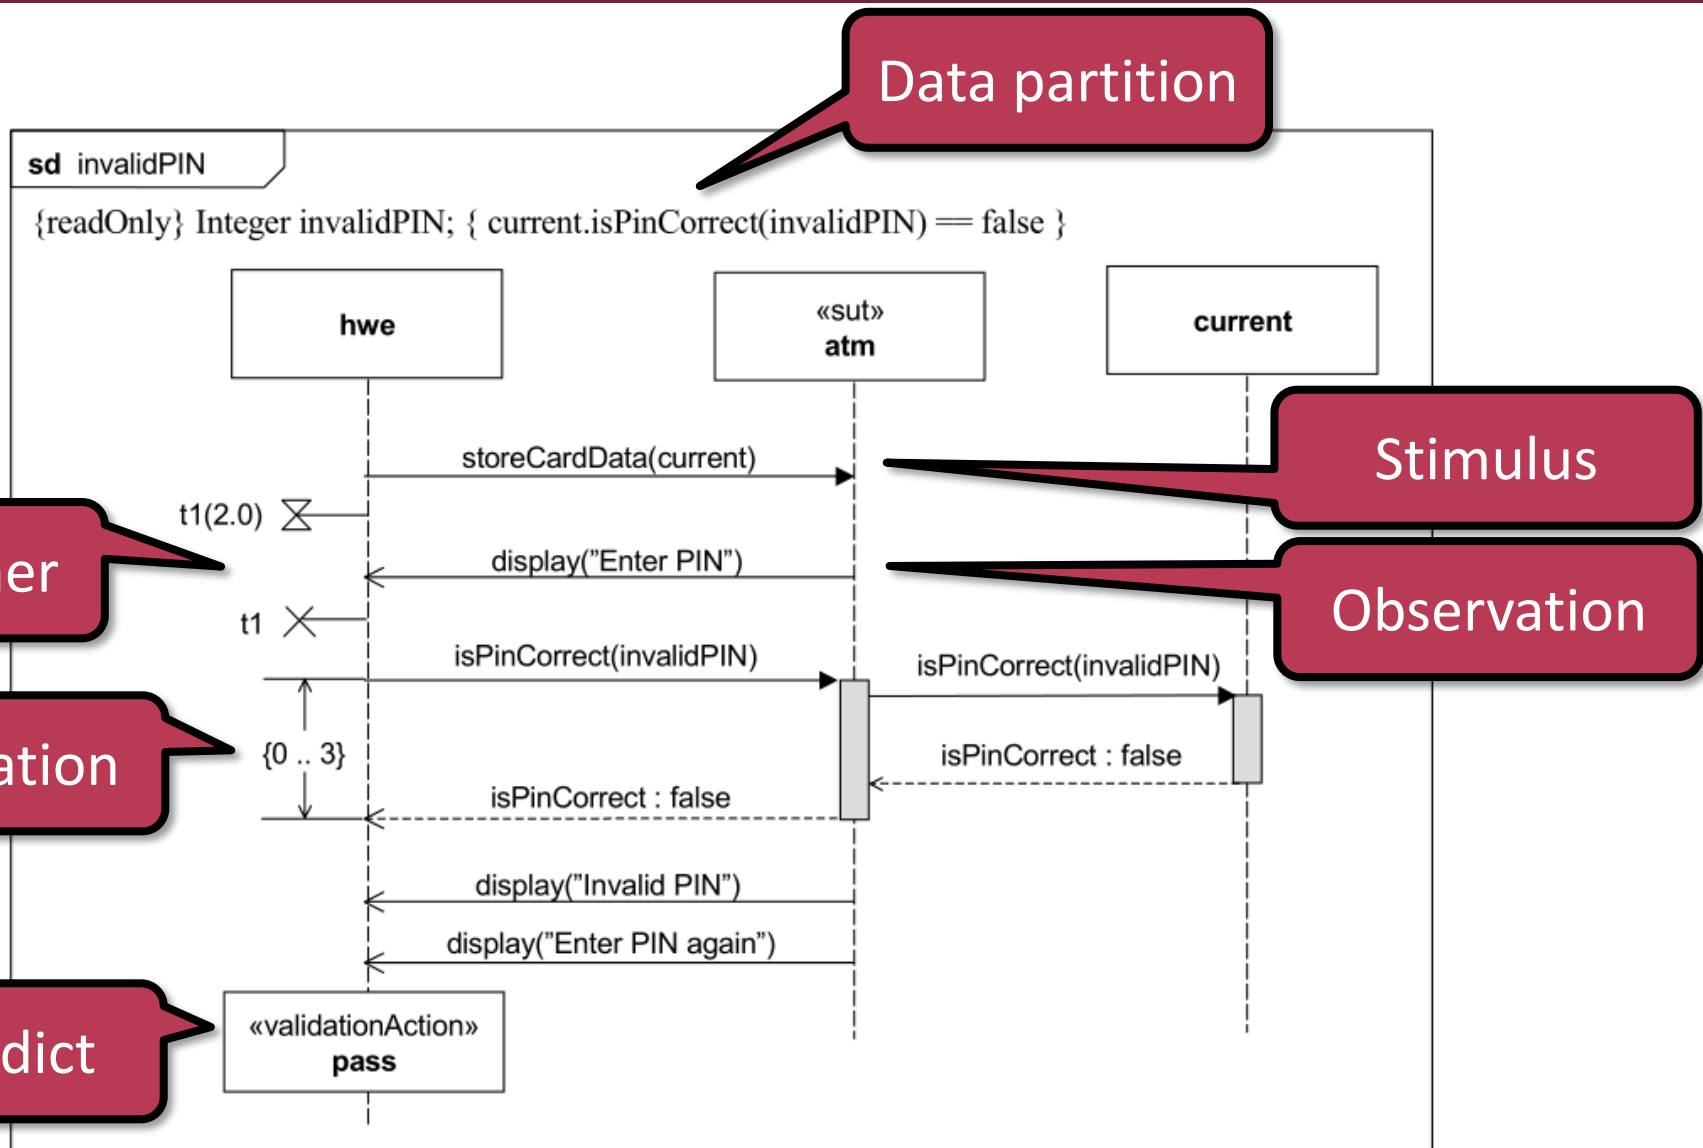 Data partition
sd invalidPIN
{readOnly} Integer invalidPIN; { current.isPinCorrect(invalidPIN) == false }
hwe
«sut»
atm
current
storeCardData(current)
Stimulus
t1(2.0)
display("Enter PIN")
er
Observation
t1
isPinCorrect(invalidPIN)
isPinCorrect(invalidPIN)
{0 .. 3}
ation
isPinCorrect : false
isPinCorrect : false
display("Invalid PIN")
display("Enter PIN again")
«validationAction»
pass
dict